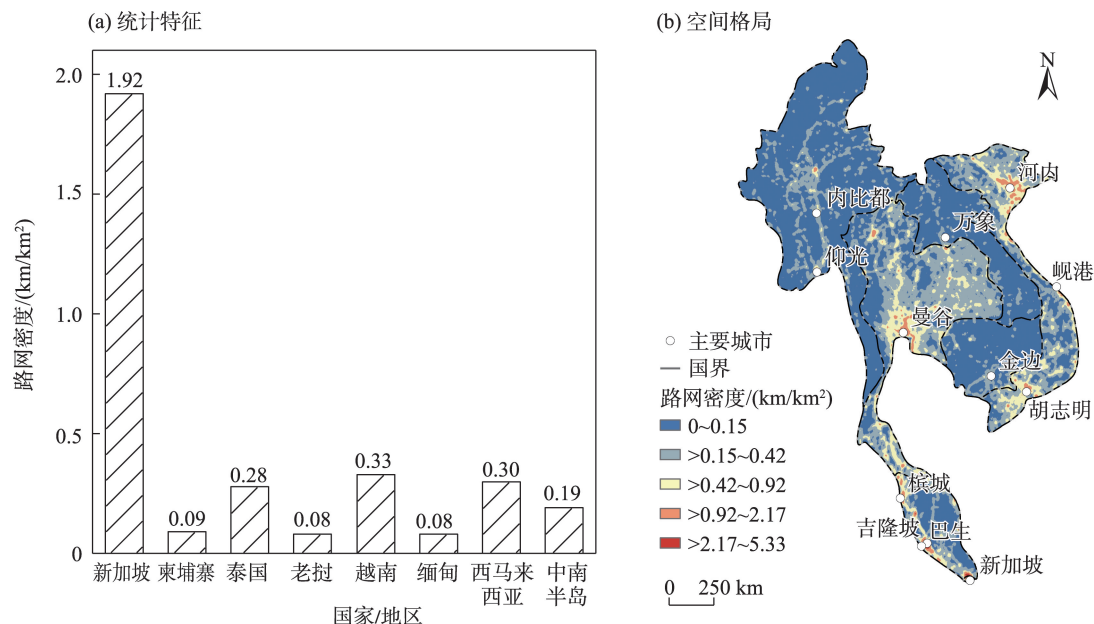 (a) 统计特征
2.0
1.5
1.0
0.5
0
路网密度/(km/km²)
1.92
0.09
0.28
0.08
0.33
0.08
0.30
0.19
新加坡
柬埔寨
泰国
老挝
越南
缅甸
西马来
西亚
中南
半岛
国家/地区
(b) 空间格局
N
河内
内比都
万象
仰光
岘港
曼谷
金边
胡志明
槟城
吉隆坡
巴生
新加坡
主要城市
国界
路网密度/(km/km²)
0~0.15
>0.15~0.42
>0.42~0.92
>0.92~2.17
>2.17~5.33
0 250 km